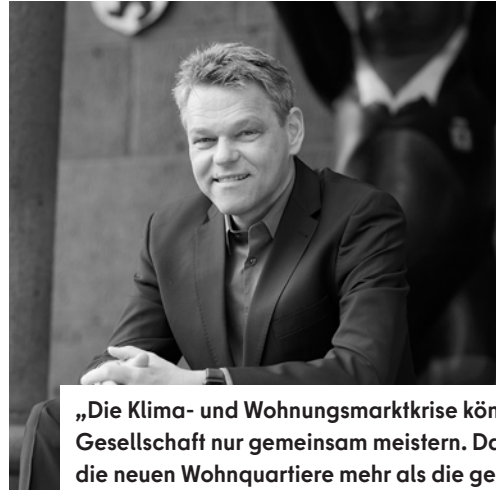 „Die Klima- und Wohnungsmarktkrise
Gesellschaft nur gemeinsam meistern.
die neuen Wohnquartiere mehr als die